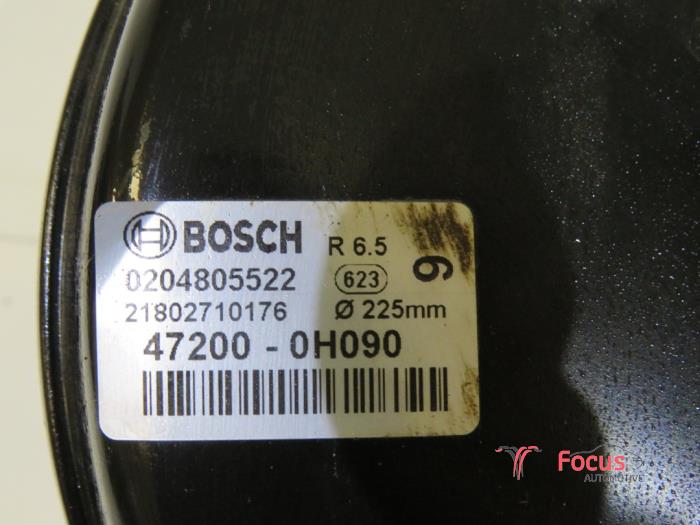 BOSCH R 6.5
0204805522 623 9
21802710176 Ø 225mm
47200 - 0H090
Focus
AUTOMOTIVE